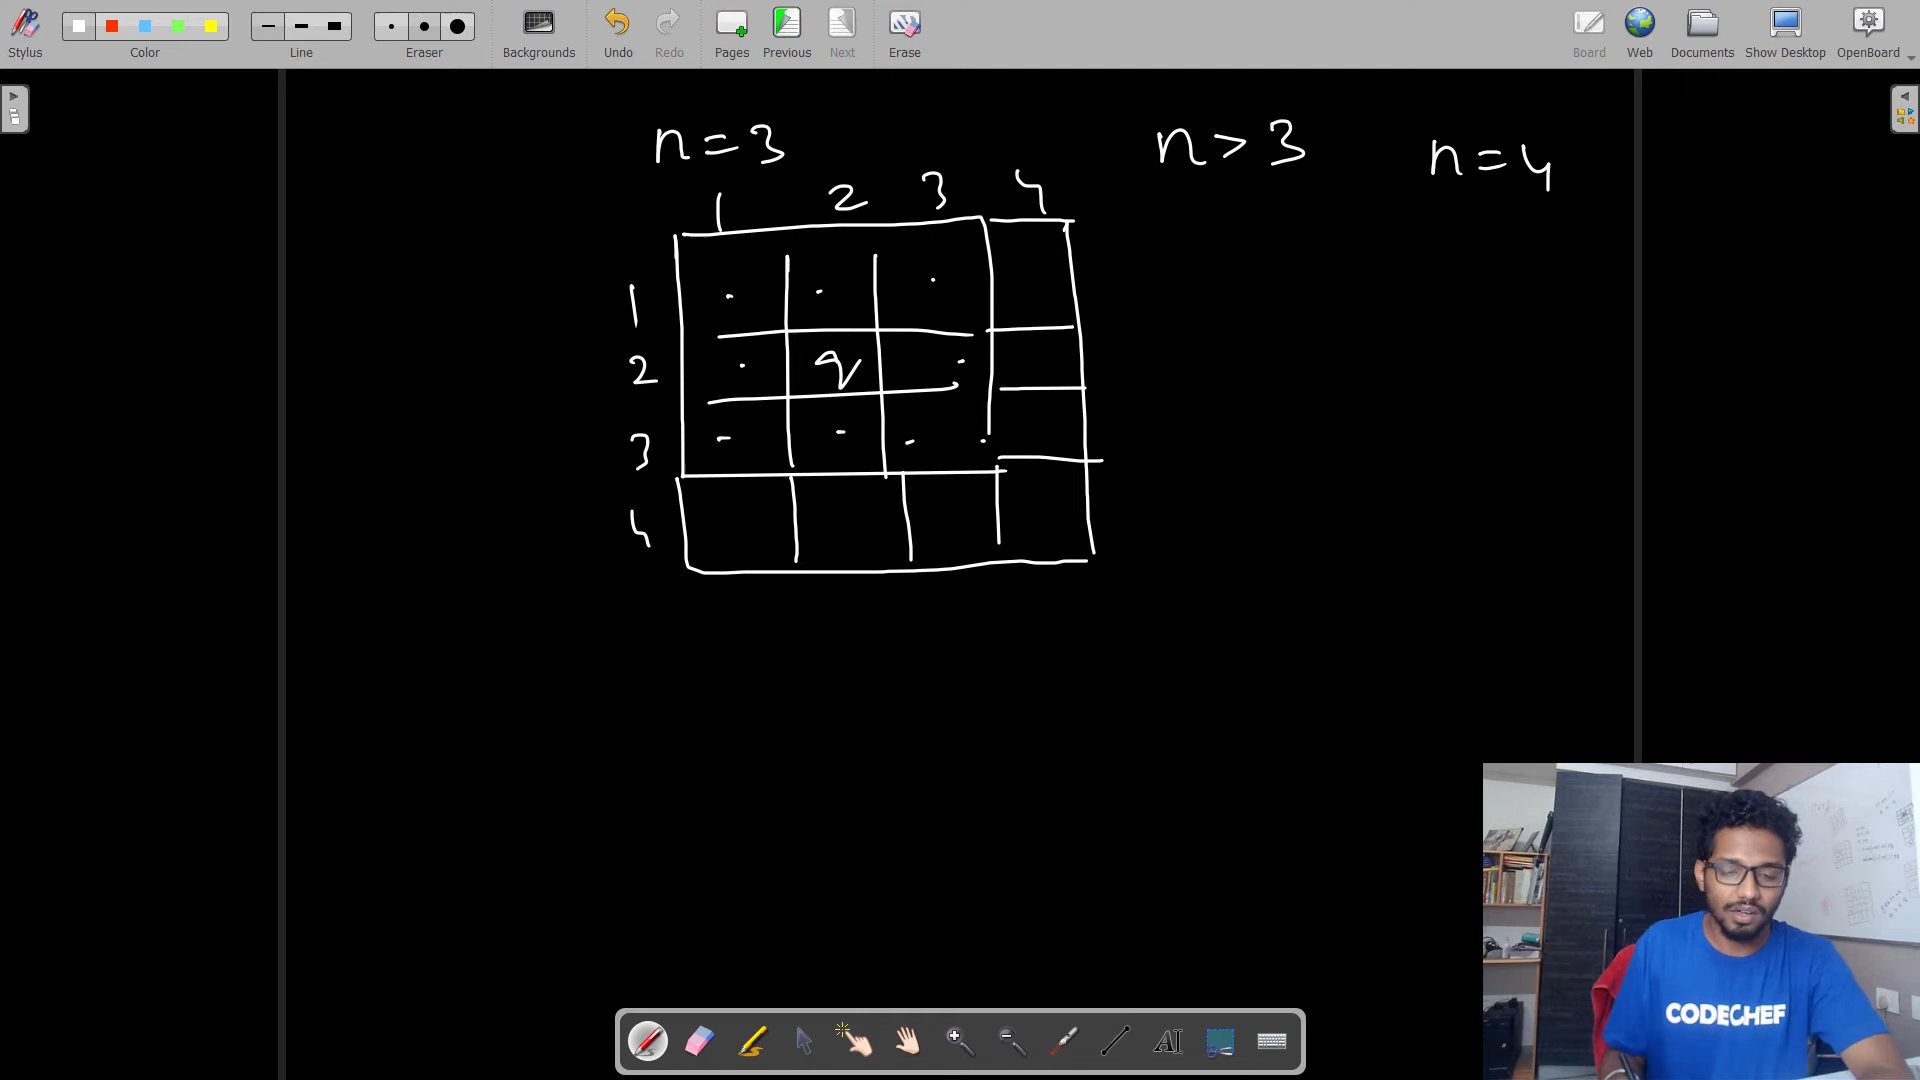 Stylus
Color
Line
Eraser
Backgrounds
Undo
Redo
Pages
Previous
Next
Erase
Board
Web
Documents
Show Desktop
OpenBoard
n=3
n>3
n=4
1 2 3 4
1
2 q
3
4
AI
CODECHEF